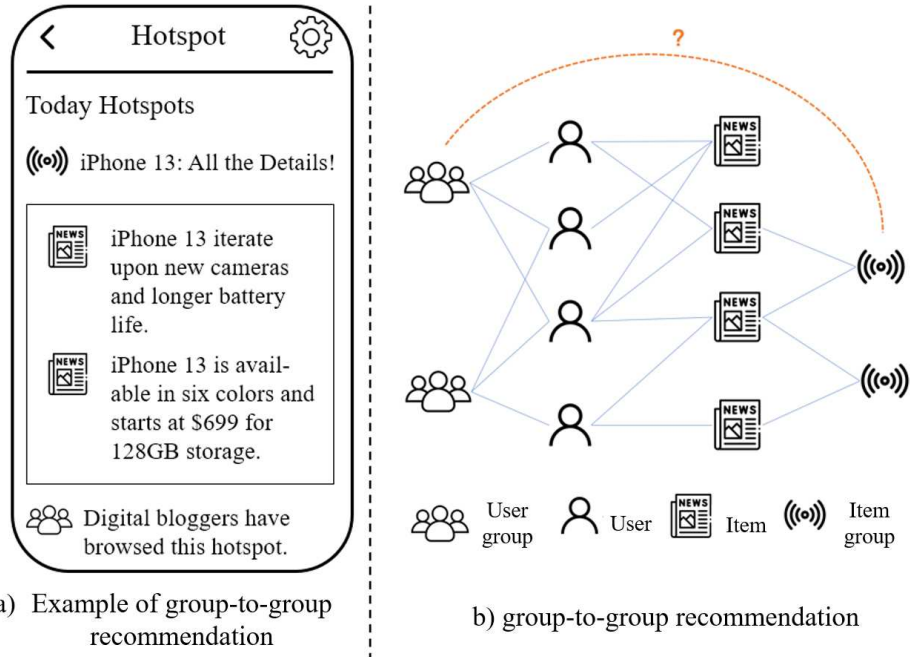 Hotspot
Today Hotspots
iPhone 13: All the Details!
NEWS
iPhone 13 iterate
upon new cameras
and longer battery
life.
NEWS
iPhone 13 is avail-
able in six colors and
starts at $699 for
128GB storage.
Digital bloggers have
browsed this hotspot.
a) Example of group-to-group
recommendation
?
NEWS
NEWS
NEWS
NEWS
User
group
User
NEWS
Item
Item
group
b) group-to-group recommendation